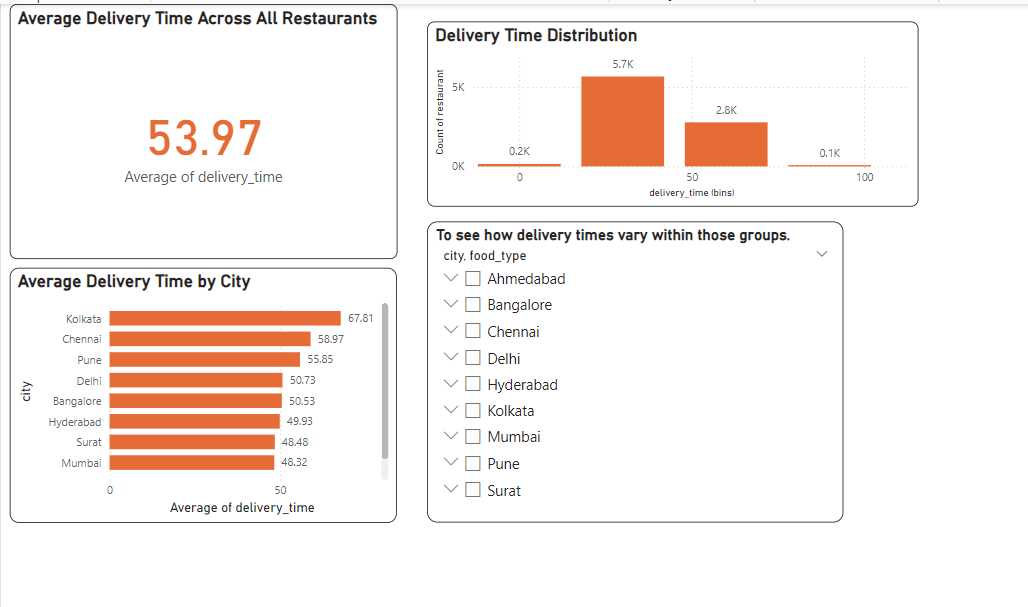 Average Delivery Time Across All Restaurants
53.97
Average of delivery_time
Delivery Time Distribution
Count of restaurant
5K
0K
0.2K
5.7K
2.8K
0.1K
0
50
100
delivery_time (bins)
Average Delivery Time by City
city
Kolkata 67.81
Chennai 58.97
Pune 55.85
Delhi 50.73
Bangalore 50.53
Hyderabad 49.93
Surat 48.48
Mumbai 48.32
0
50
Average of delivery_time
To see how delivery times vary within those groups.
city, food_type
Ahmedabad
Bangalore
Chennai
Delhi
Hyderabad
Kolkata
Mumbai
Pune
Surat